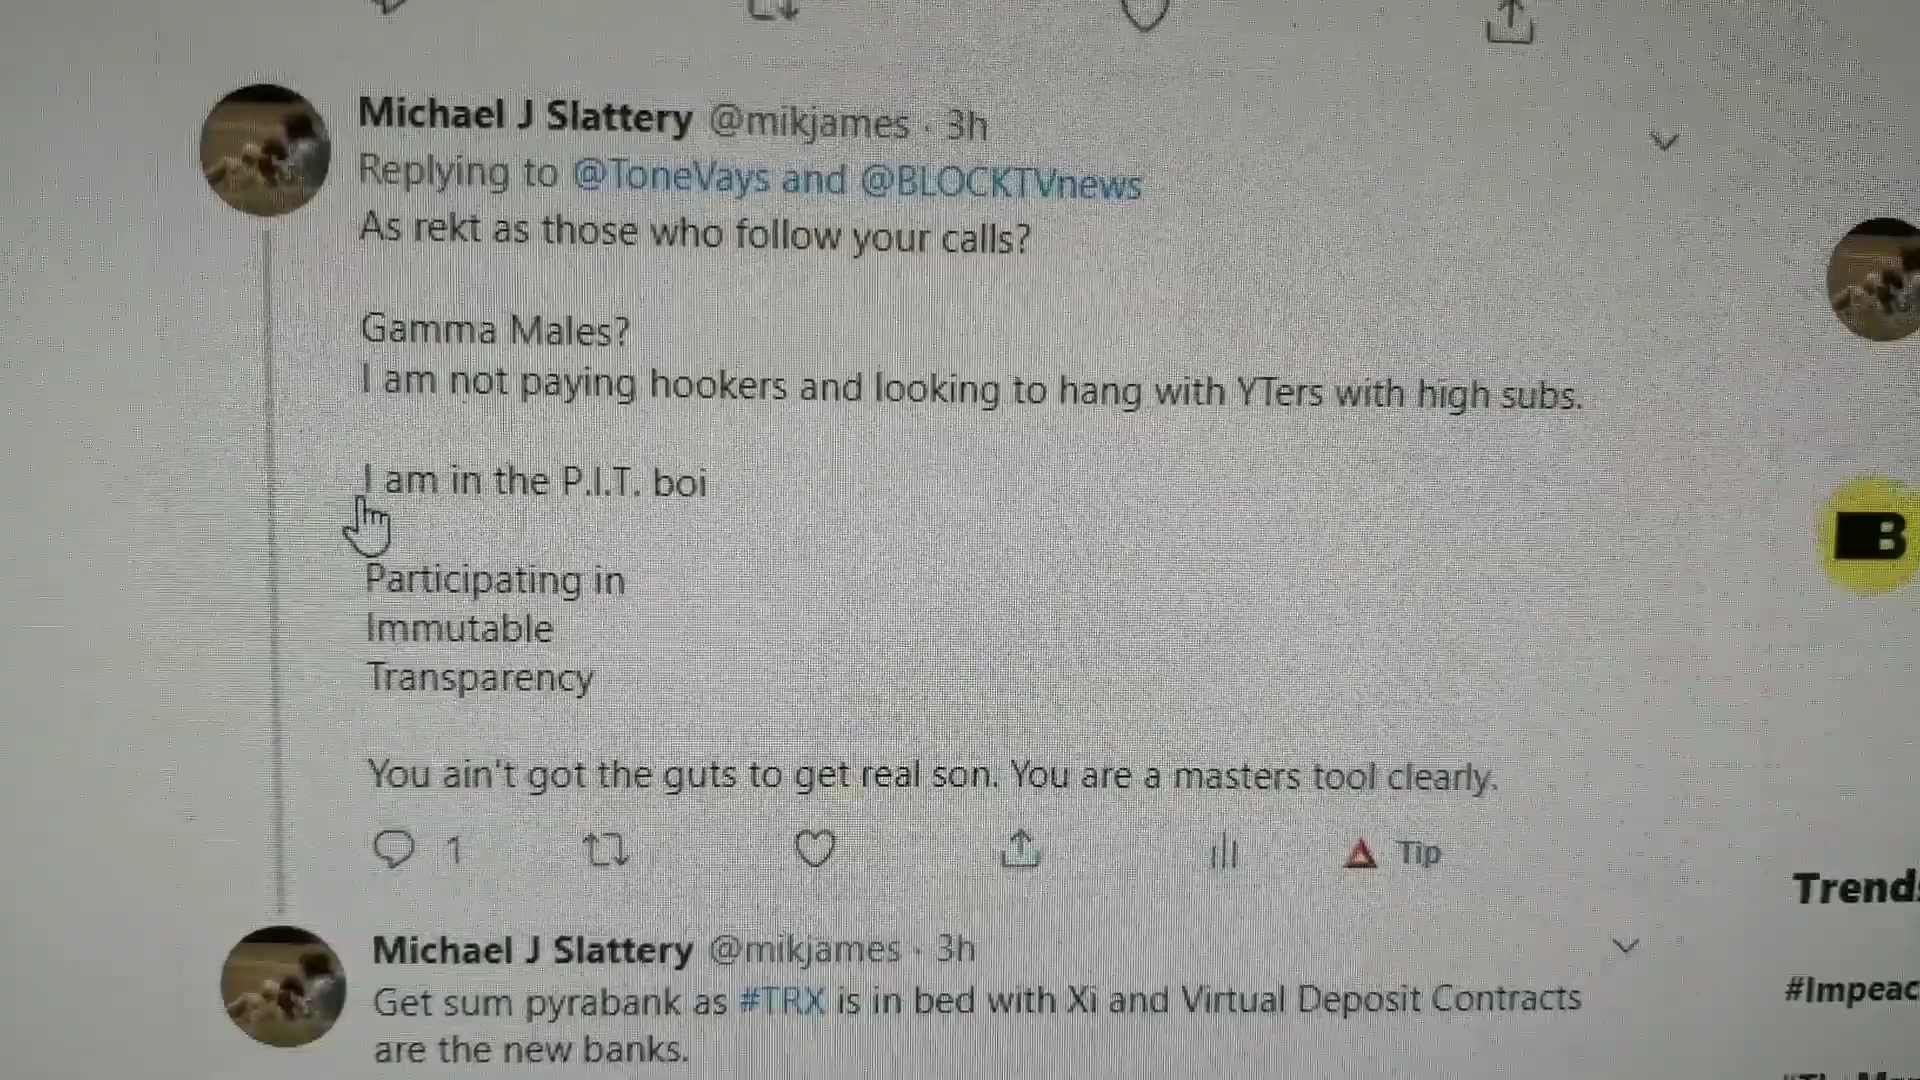 Michael J Slattery @mikjames · 3h
Replying to @ToneVays and @BLOCKTVnews
As rekt as those who follow your calls?
Gamma Males?
I am not paying hookers and looking to hang with YTers with high subs.
I am in the P.I.T. boi
Participating in
Immutable
Transparency
You ain't got the guts to get real son. You are a masters tool clearly.
1 Tip
Michael J Slattery @mikjames · 3h
Get sum pyrabank as #TRX is in bed with Xi and Virtual Deposit Contracts
are the new banks.
B
Trends
#Impeac